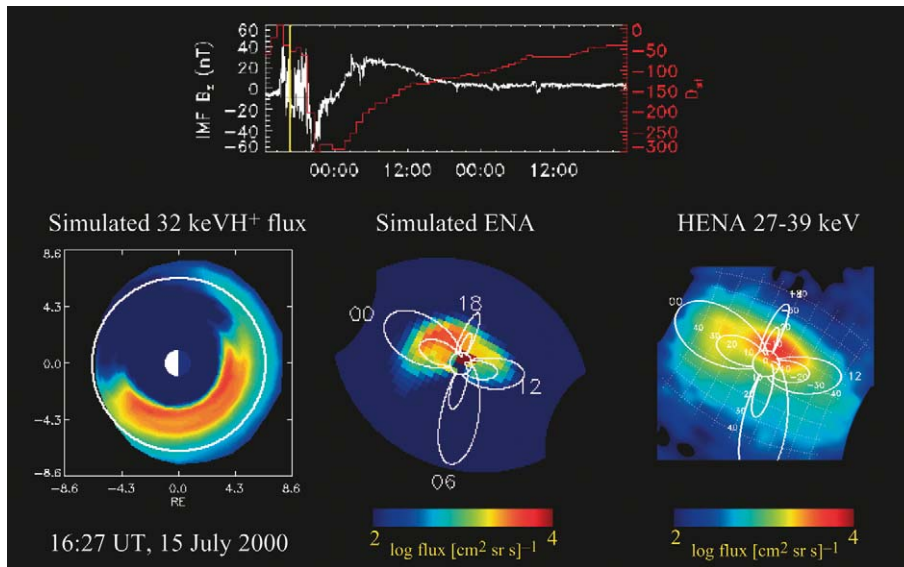 60
40
20
0
−20
−40
−60
IMF Bz (nT)
0
−50
−100
−150
−200
−250
−300
Dst
00:00 12:00 00:00 12:00
Simulated 32 keVH+ flux
8.6
4.3
0.0
−4.3
−8.6
−8.6 −4.3 0.0 4.3 8.6
RE
16:27 UT, 15 July 2000
Simulated ENA
00
18
12
06
2 4
log flux [cm2 sr s]−1
HENA 27-39 keV
00
18
12
2 4
log flux [cm2 sr s]−1